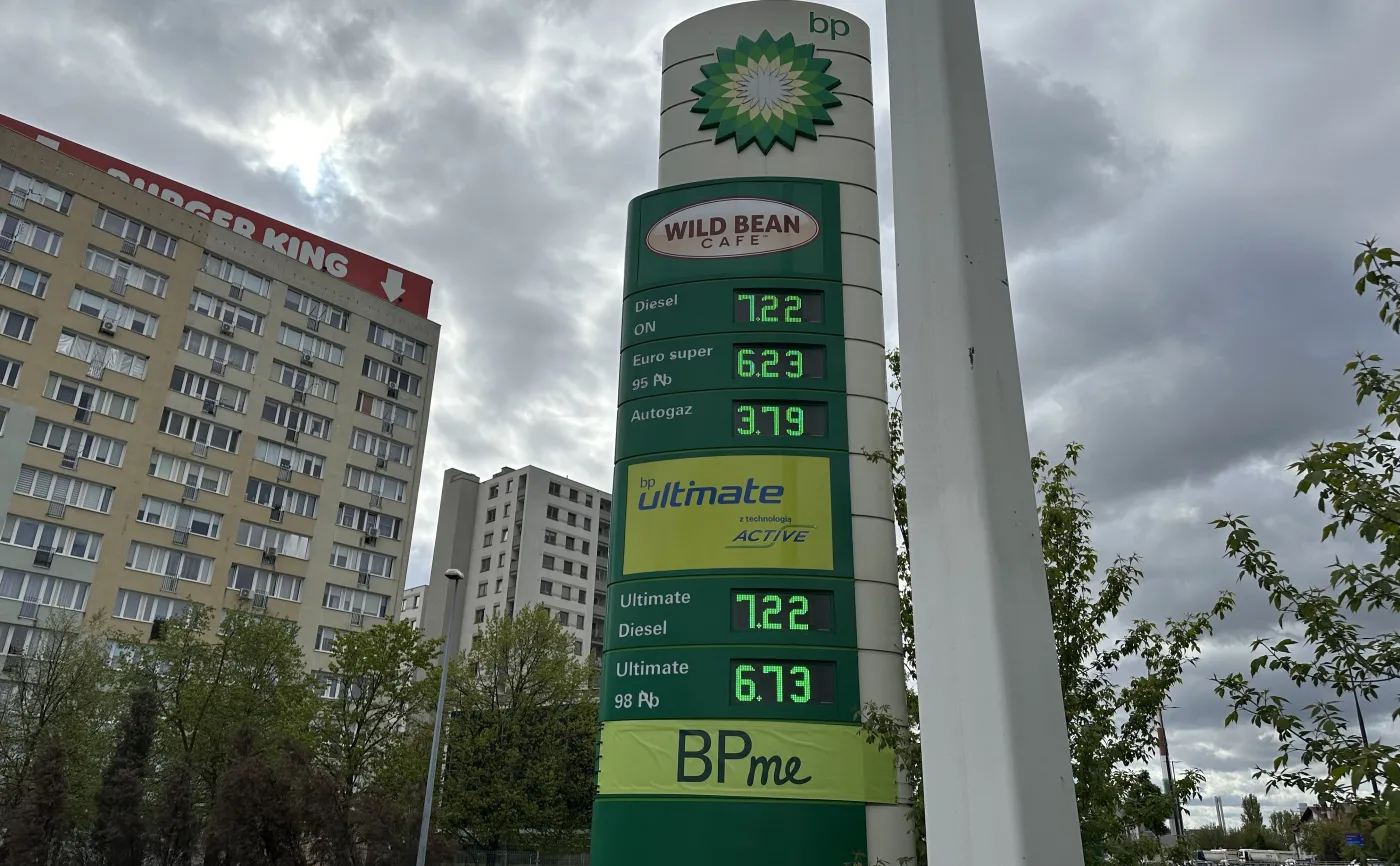 bp
BURGER KING
WILD BEAN
CAFE
Diesel
ON
7.22
Euro super
95 Pb
6.23
Autogaz
3.79
bp
ultimate
z technologią
ACTIVE
Ultimate
Diesel
7.22
Ultimate
98 Pb
6.73
BPme